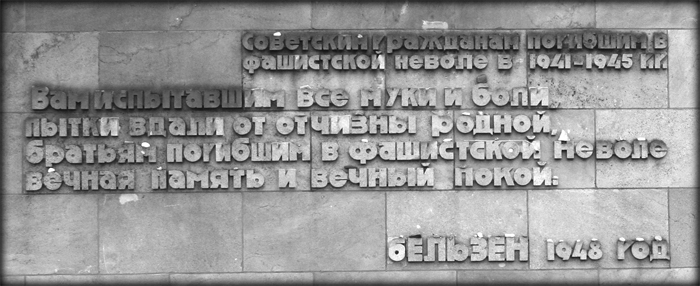 Советским гражданам погибшим в
фашистской неволе в 1941-1945 гг.
Вам испытавшим все муки и боли,
пытки вдали от отчизны родной,
братьям погибшим в фашистской неволе
вечная память и вечный покой.
бЕЛЬЗЕН 1948 год